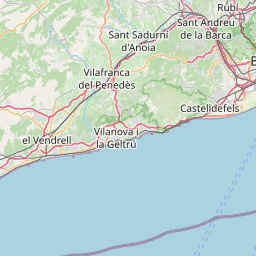 Rubí
Sant Andreu
de la Barca
Sant Sadurní
d'Anoia
Vilafranca
del Penedès
B
Castelldefels
Vilanova i
la Geltrú
el Vendrell